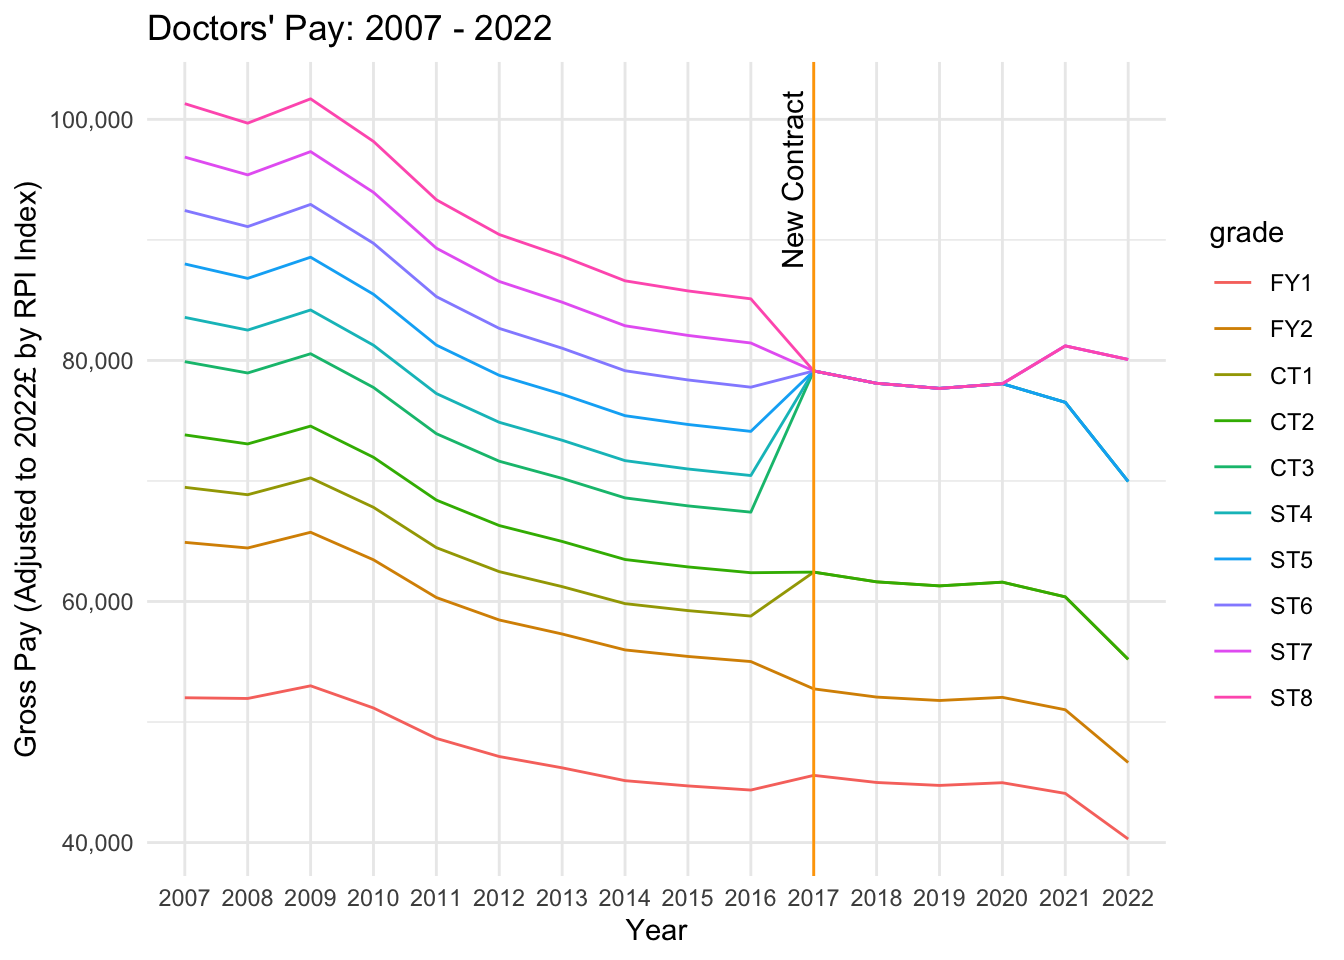 Doctors' Pay: 2007 - 2022
Gross Pay (Adjusted to 2022£ by RPI Index)
100,000
80,000
60,000
40,000
New Contract
2007 2008 2009 2010 2011 2012 2013 2014 2015 2016 2017 2018 2019 2020 2021 2022
Year
grade
FY1
FY2
CT1
CT2
CT3
ST4
ST5
ST6
ST7
ST8